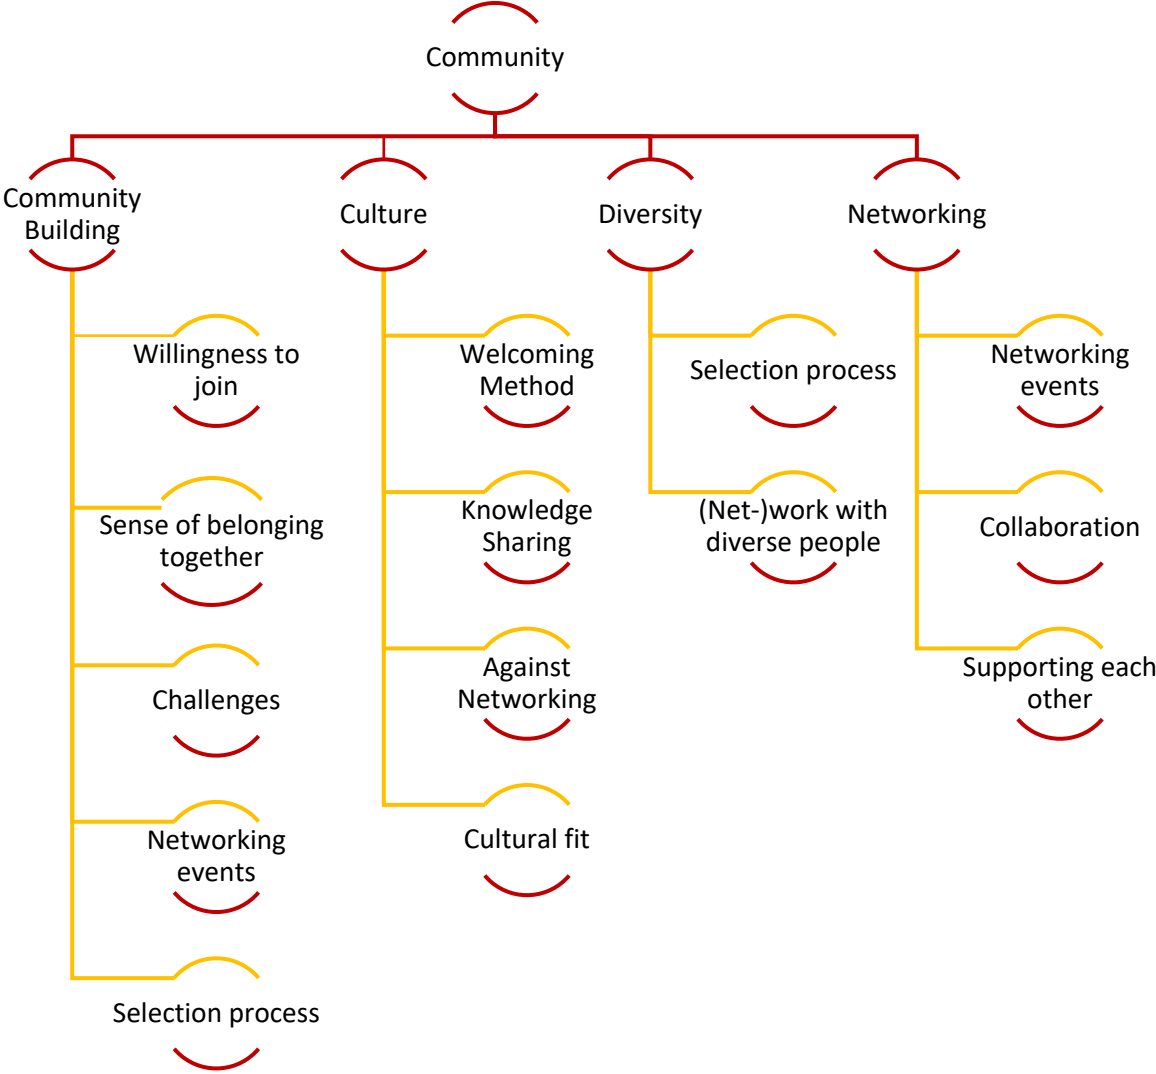 Community
Community
Building
Culture
Diversity
Networking
Willingness to
join
Sense of belonging
together
Challenges
Networking
events
Selection process
Welcoming
Method
Knowledge
Sharing
Against
Networking
Cultural fit
Selection process
(Net-)work with
diverse people
Networking
events
Collaboration
Supporting each
other